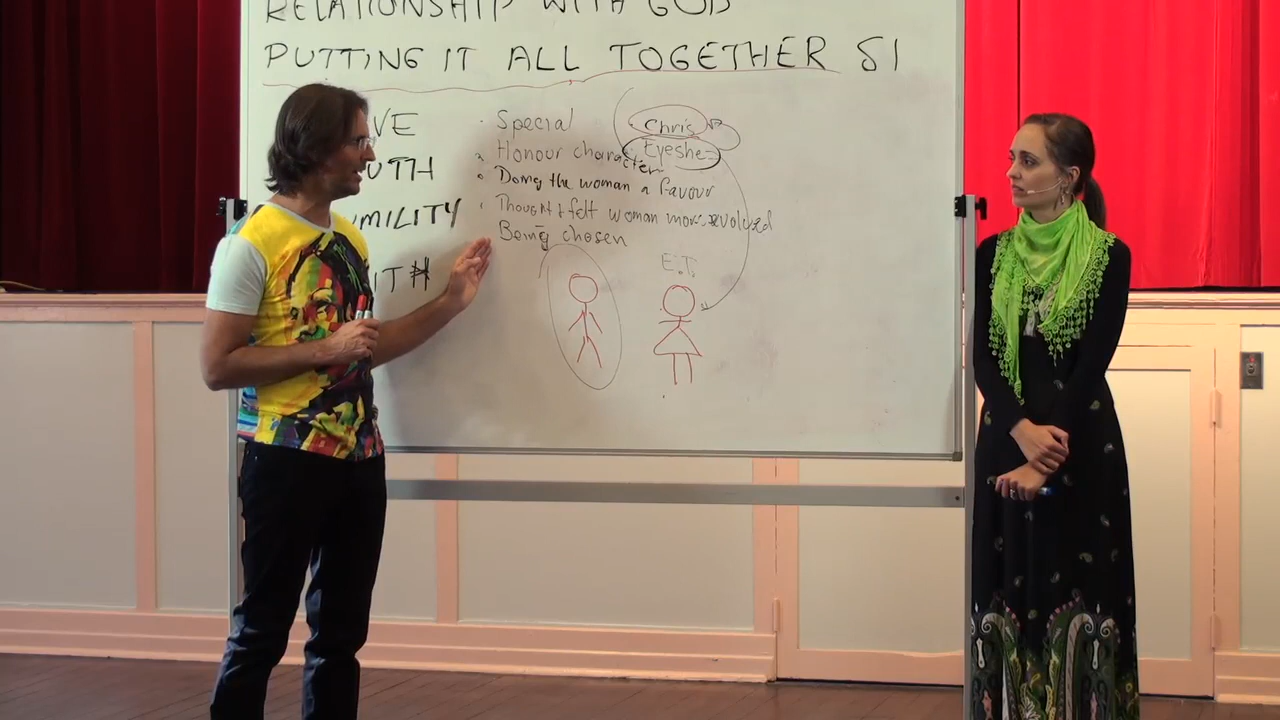 RELATIONSHIP WITH GOD
PUTTING IT ALL TOGETHER S1
VE
UTH
MILITY
ITH
Special
Honour character
Doing the woman a favour
Thought & felt woman more evolved
Being chosen
Chris
Eyeshe
E.T.